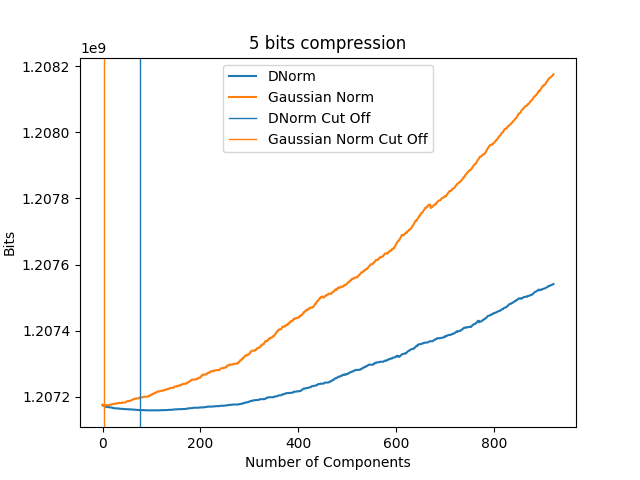 5 bits compression
1e9
1.2082
1.2080
1.2078
1.2076
1.2074
1.2072
Bits
DNorm
Gaussian Norm
DNorm Cut Off
Gaussian Norm Cut Off
0 200 400 600 800
Number of Components